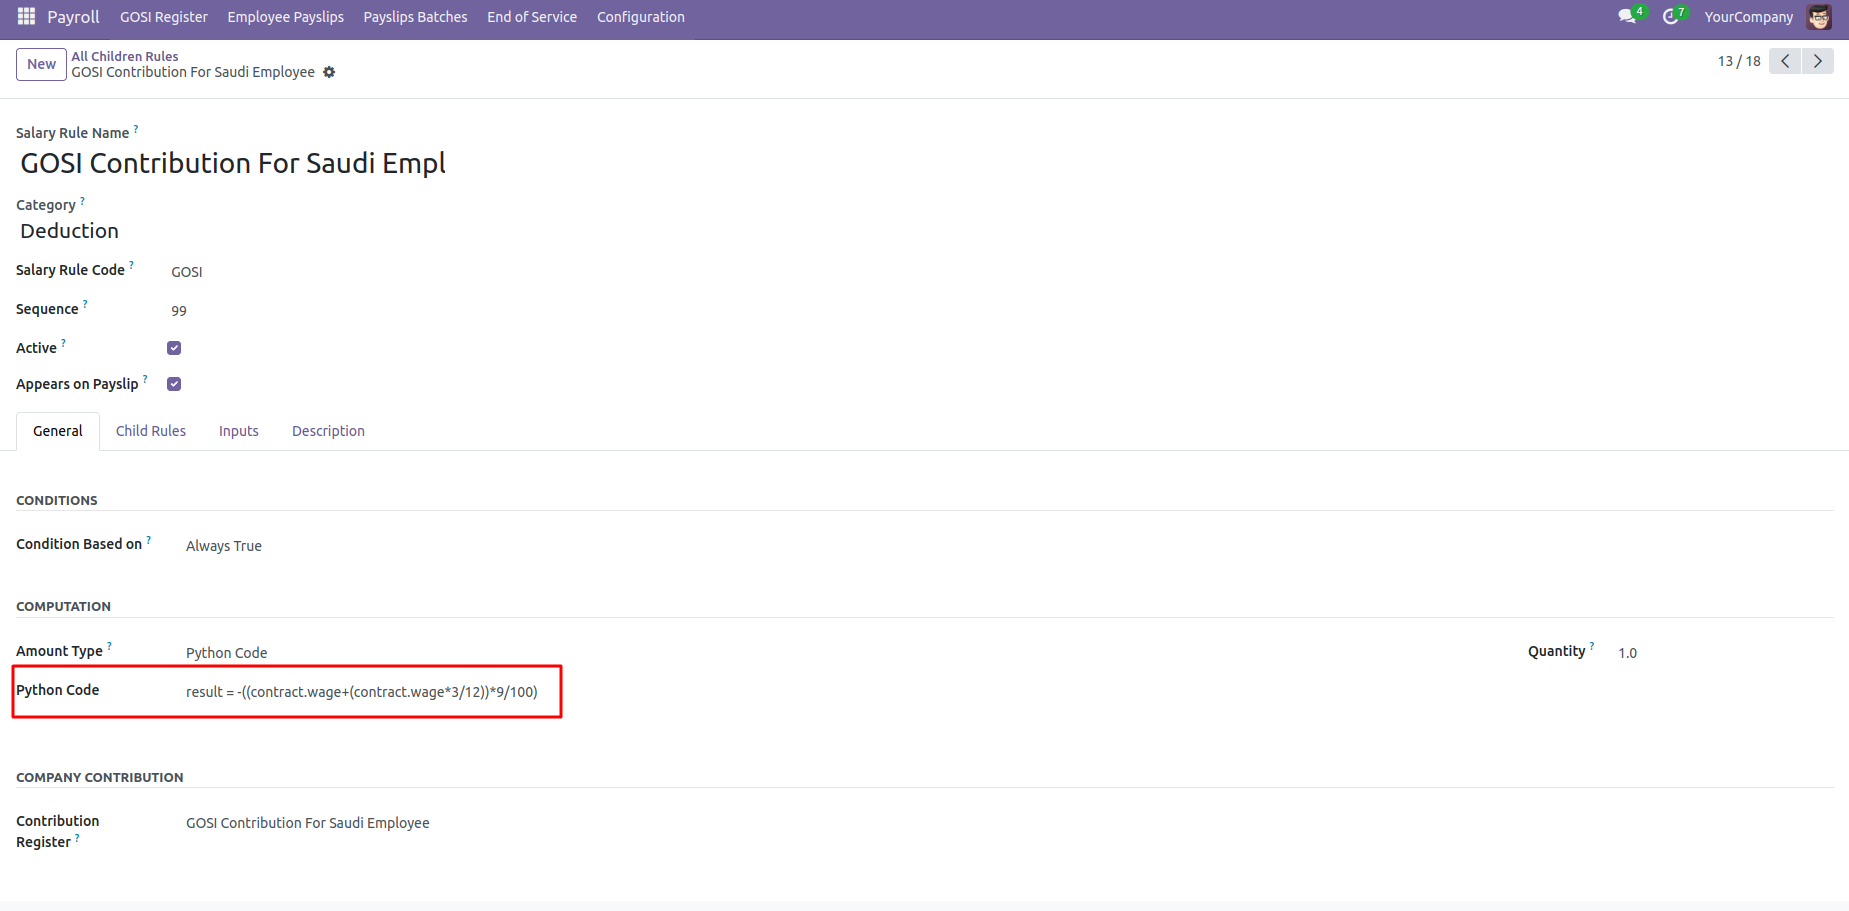 Payroll GOSI Register Employee Payslips Payslips Batches End of Service Configuration 4 7 YourCompany
New All Children Rules
GOSI Contribution For Saudi Employee 13 / 18
Salary Rule Name ?
GOSI Contribution For Saudi Empl
Category ?
Deduction
Salary Rule Code ? GOSI
Sequence ? 99
Active ?
Appears on Payslip ?
General Child Rules Inputs Description
CONDITIONS
Condition Based on ? Always True
COMPUTATION
Amount Type ? Python Code Quantity ? 1.0
Python Code result = -((contract.wage+(contract.wage*3/12))*9/100)
COMPANY CONTRIBUTION
Contribution GOSI Contribution For Saudi Employee
Register ?